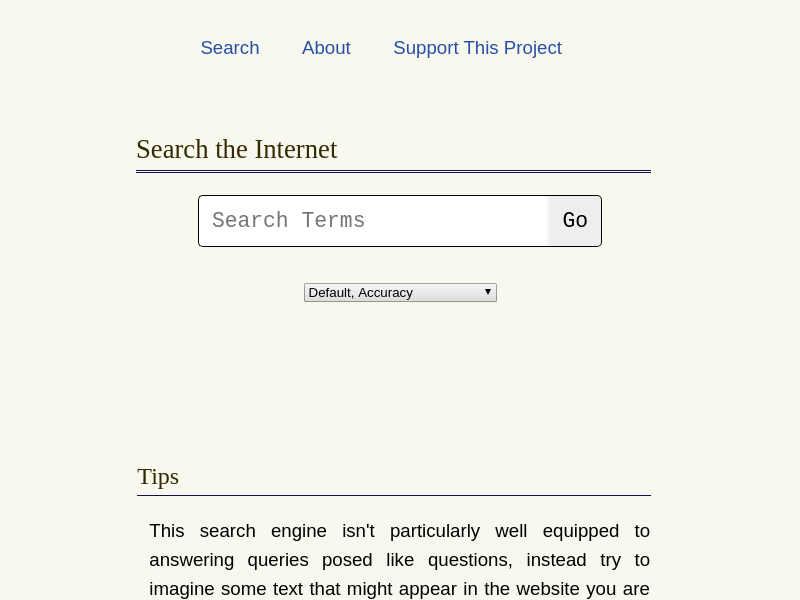 Search About Support This Project
Search the Internet
Search Terms Go
Default, Accuracy
Tips
This search engine isn't particularly well equipped to
answering queries posed like questions, instead try to
imagine some text that might appear in the website you are